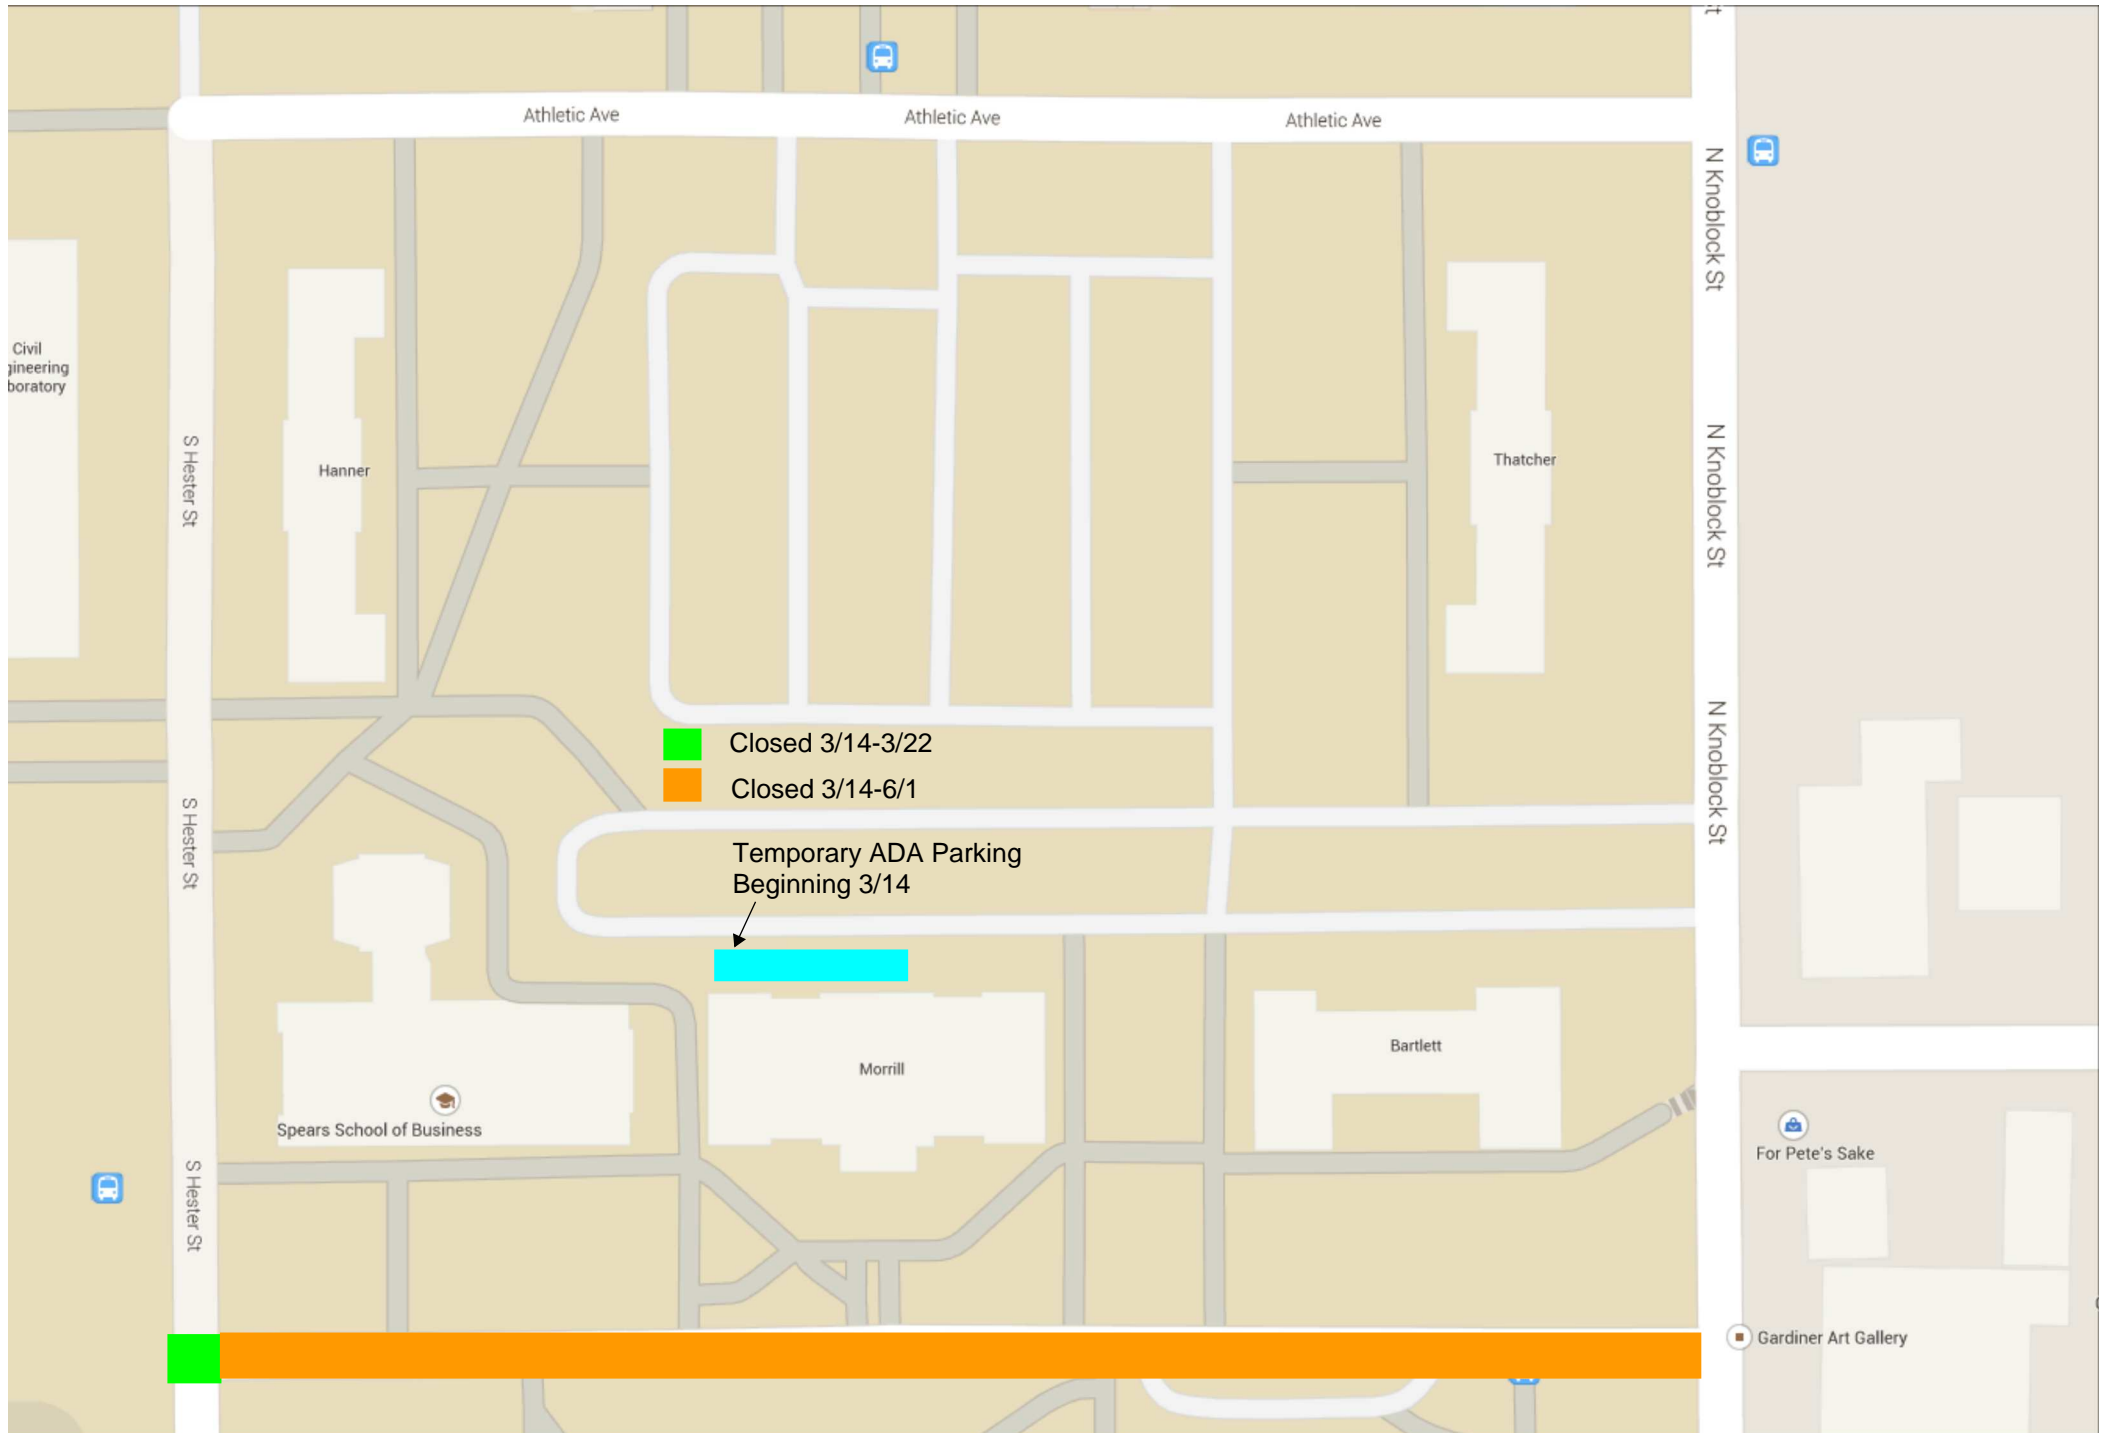 Athletic Ave
Athletic Ave
Athletic Ave
N Knoblock St
Civil
gineering
boratory
S Hester St
Hanner
Thatcher
N Knoblock St
N Knoblock St
Closed 3/14-3/22
Closed 3/14-6/1
S Hester St
Temporary ADA Parking
Beginning 3/14
Morrill
Bartlett
Spears School of Business
For Pete's Sake
S Hester St
Gardiner Art Gallery